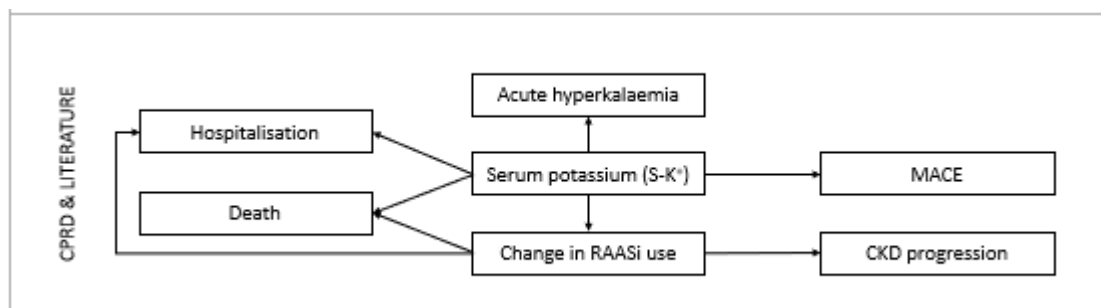 CPRD & LITERATURE
Acute hyperkalaemia
Hospitalisation
Serum potassium (S-K⁺)
MACE
Death
Change in RAASi use
CKD progression